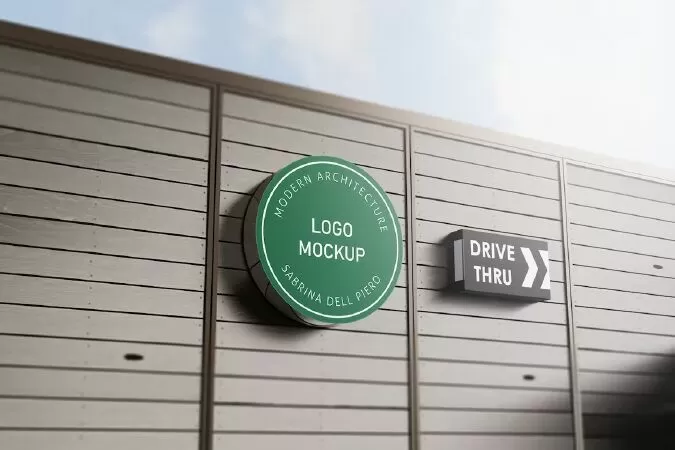 MODERN ARCHITECTURE
LOGO
MOCKUP
SABRINA DELL PIERO
DRIVE
THRU